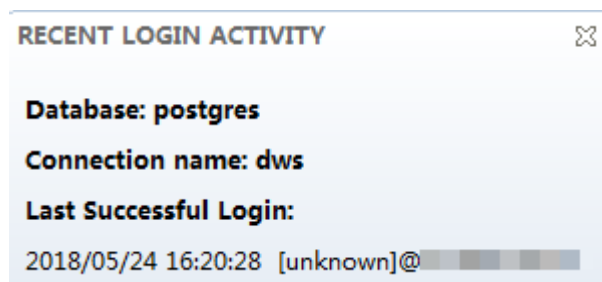 RECENT LOGIN ACTIVITY
Database: postgres
Connection name: dws
Last Successful Login:
2018/05/24 16:20:28 [unknown]@